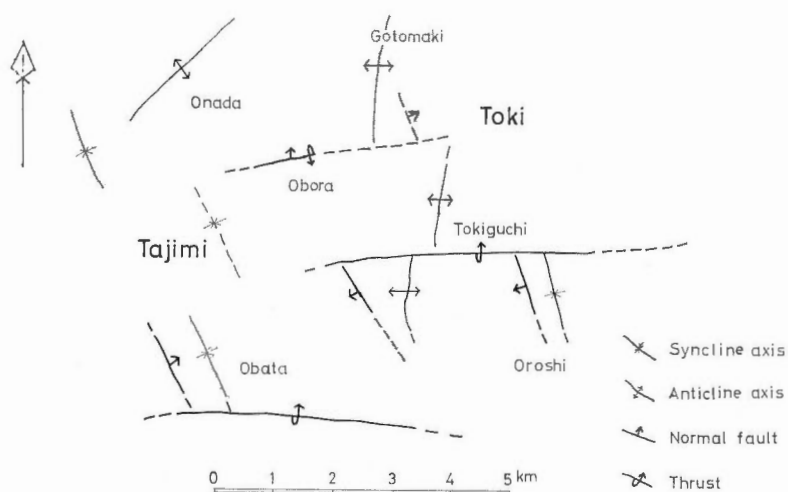 Gotomaki
Onada
Toki
Obora
Tokiguchi
Tajimi
Obata
Oroshi
Syncline axis
Anticline axis
Normal fault
Thrust
0 1 2 3 4 5 km